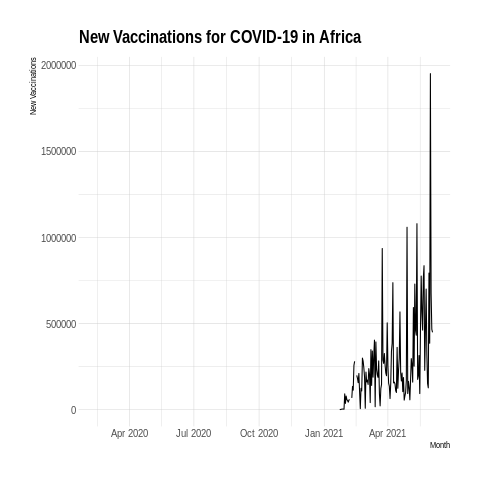 New Vaccinations for COVID-19 in Africa
New Vaccinations
2000000
1500000
1000000
500000
0
Apr 2020 Jul 2020 Oct 2020 Jan 2021 Apr 2021
Month